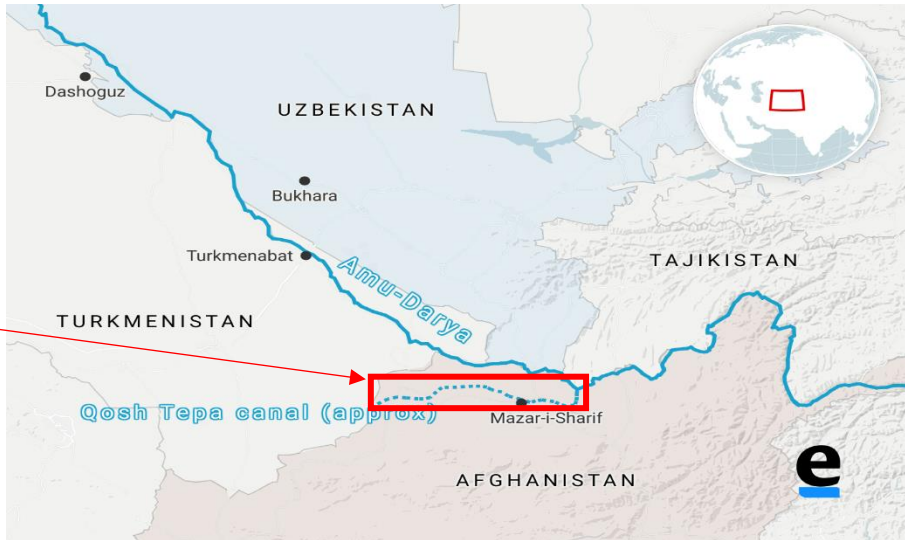 Dashoguz
UZBEKISTAN
Bukhara
Turkmenabat
Amu-Darya
TAJIKISTAN
TURKMENISTAN
Qosh Tepa canal (approx)
Mazar-i-Sharif
AFGHANISTAN
e